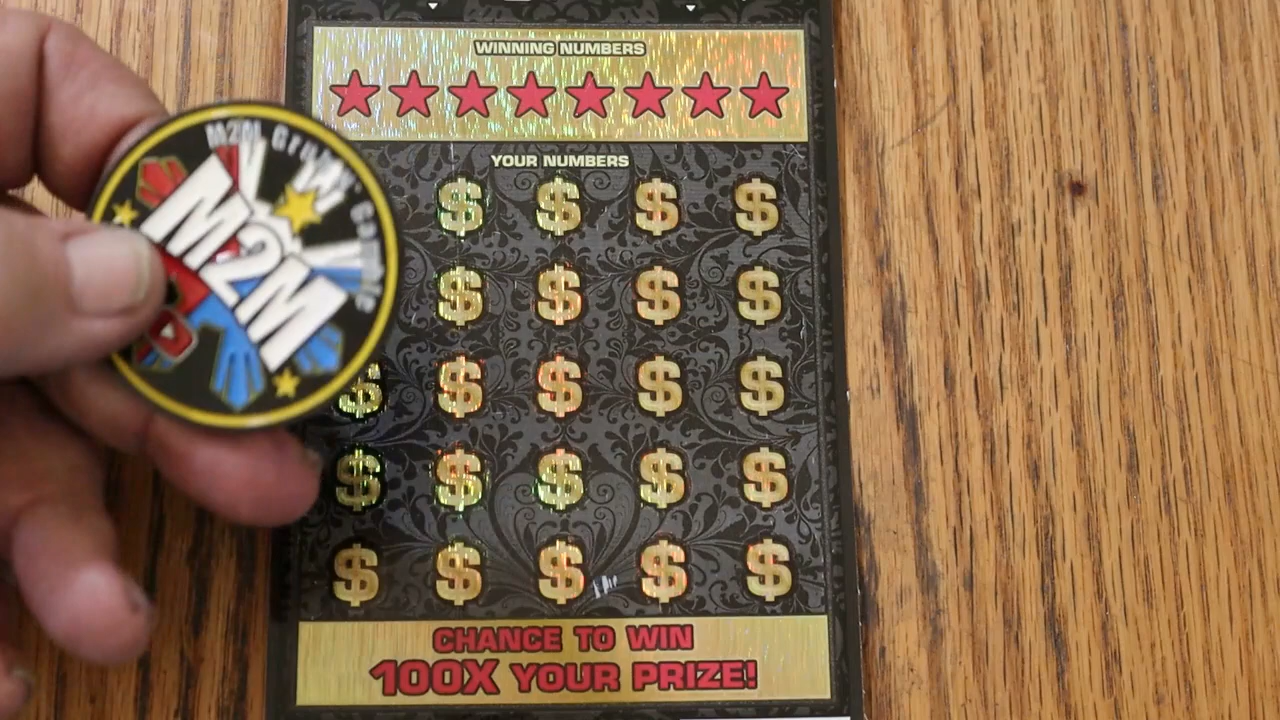 WINNING NUMBERS
YOUR NUMBERS
$ $ $ $
$ $ $ $
$ $ $ $ $
$ $ $ $ $
$ $ $ $ $
M2M
CHANCE TO WIN
100X YOUR PRIZE!